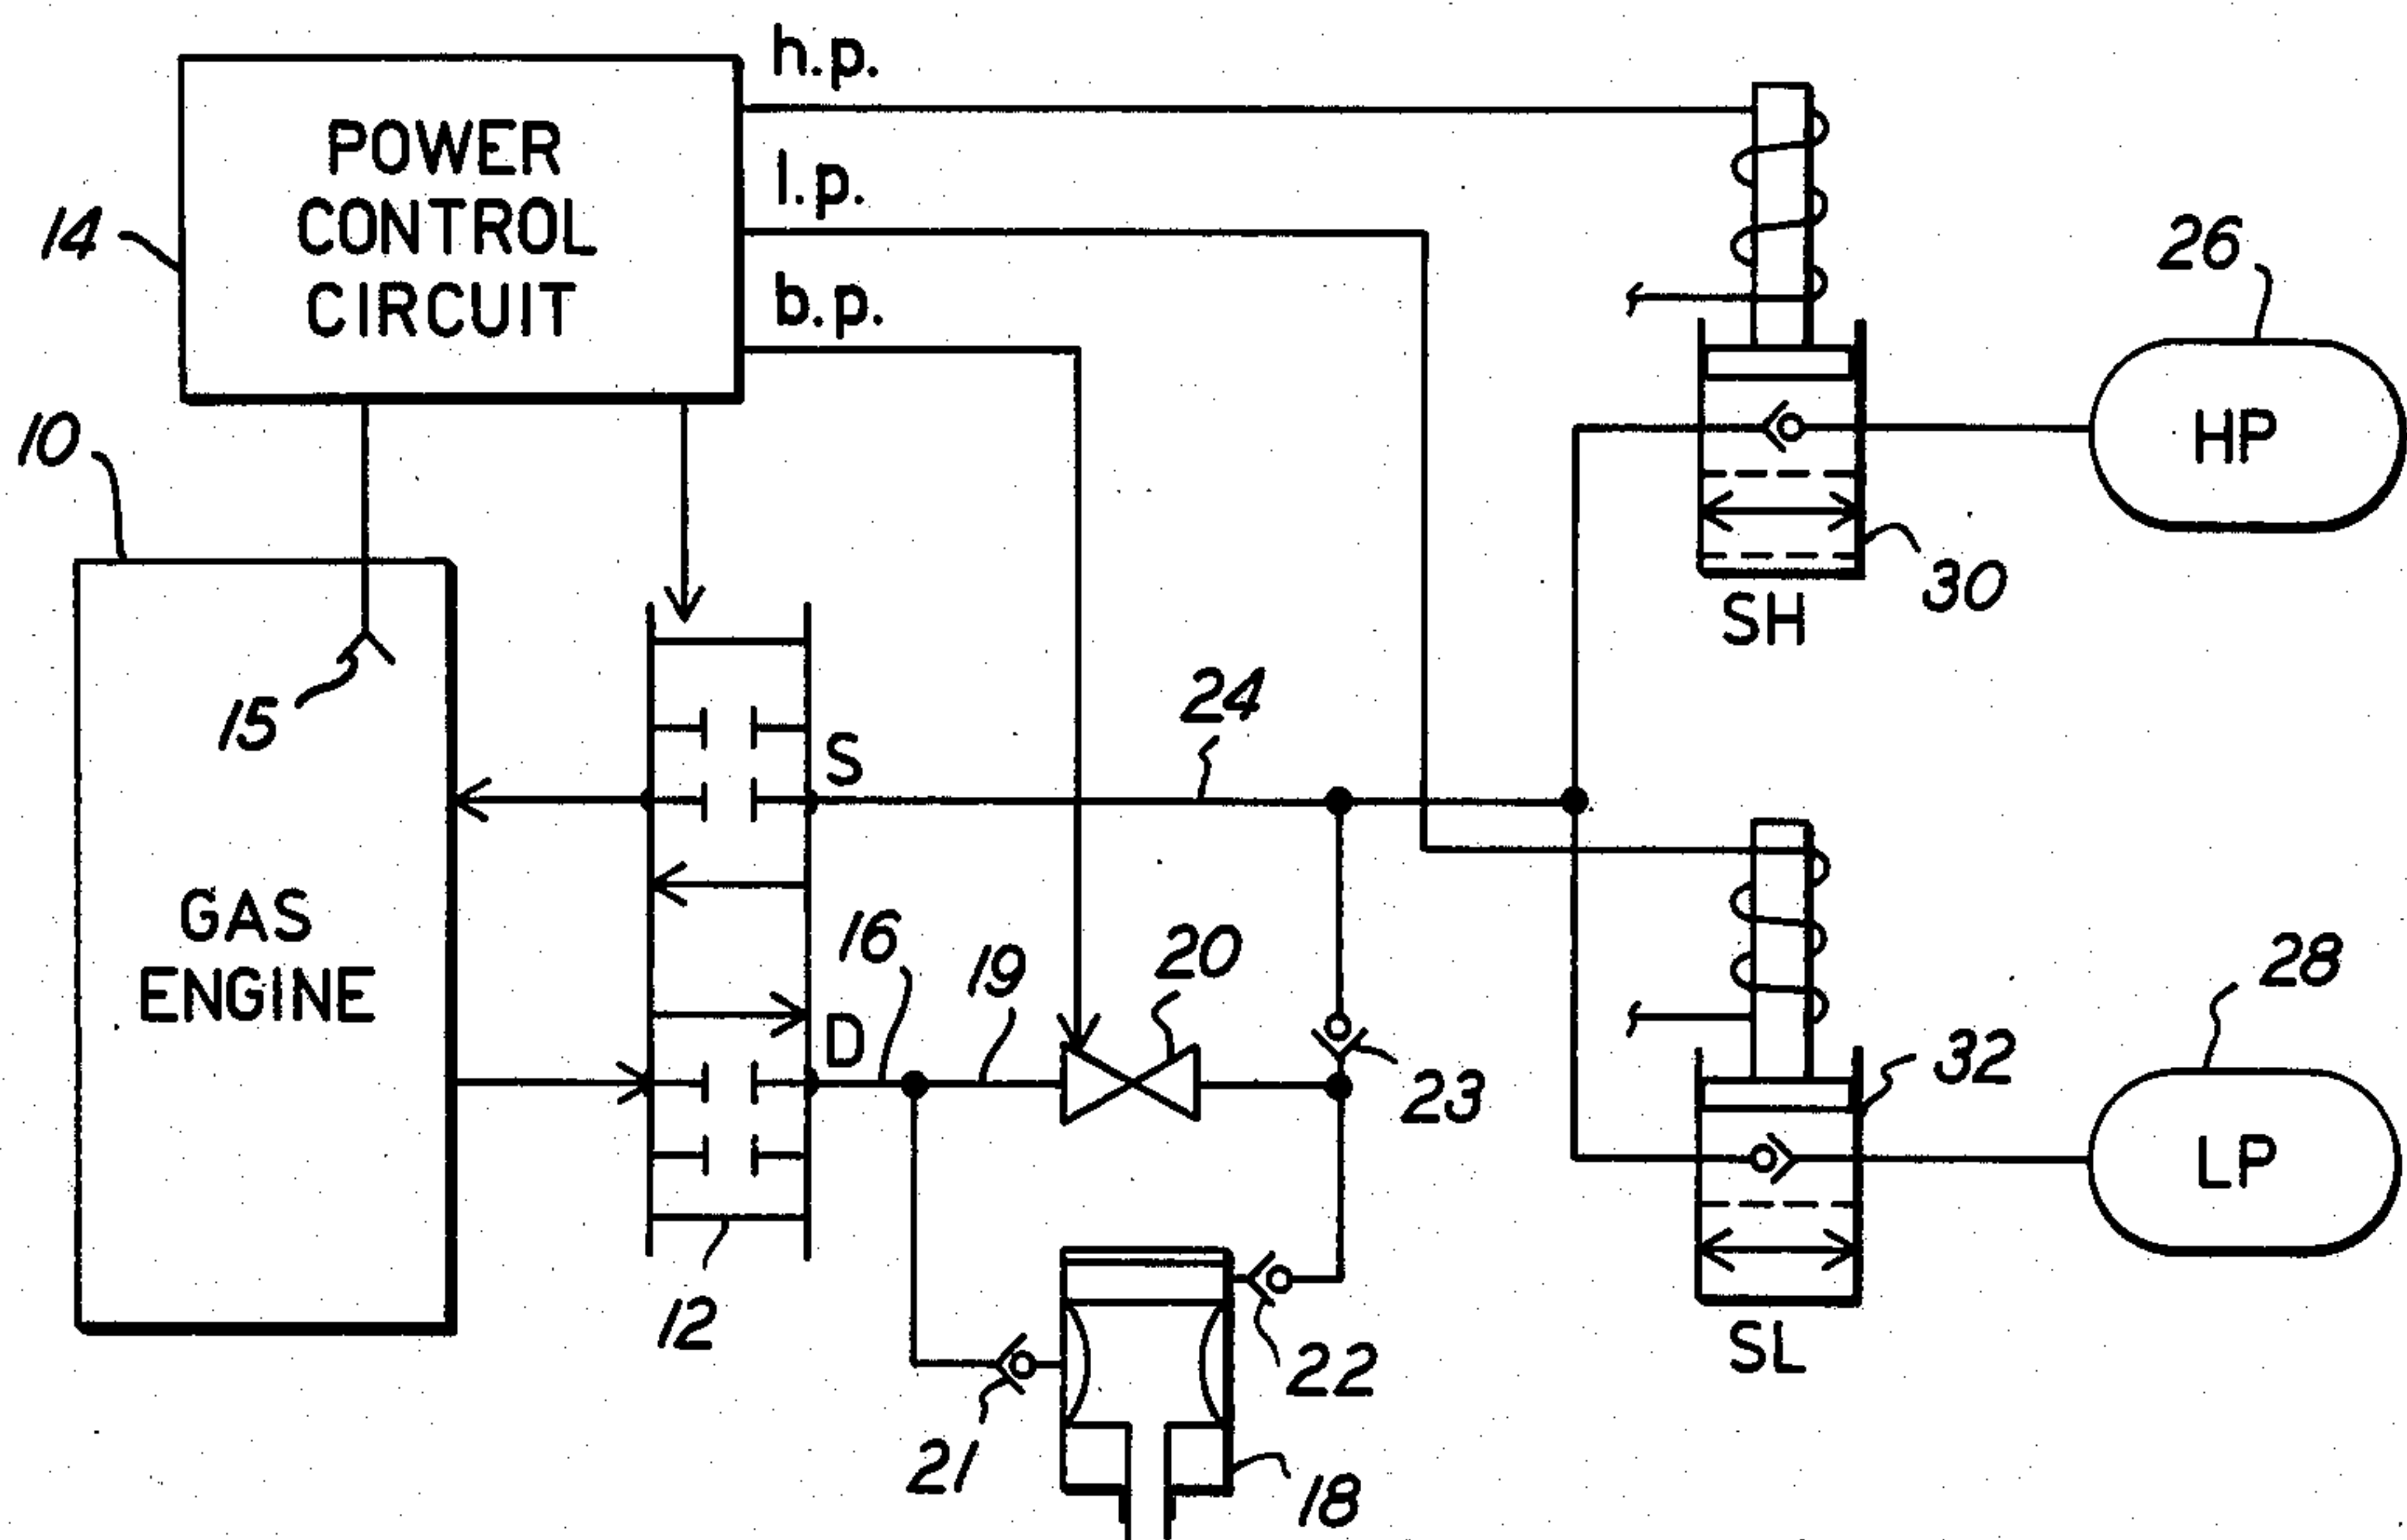 h.p.
POWER
CONTROL
CIRCUIT
l.p.
b.p.
14
26
HP
10
30
SH
15
24
S
GAS
ENGINE
16
19
20
28
D
32
23
LP
12
22
SL
21
18